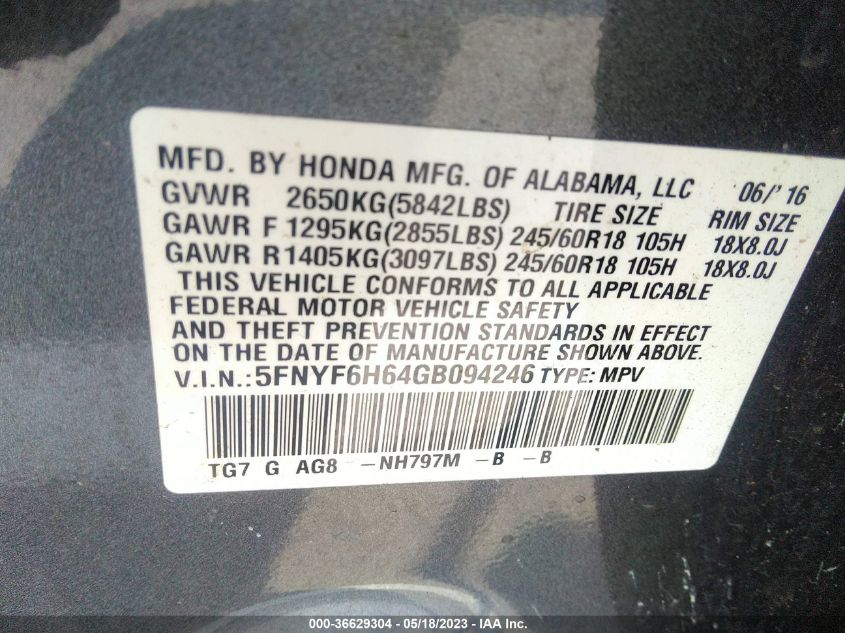 MFD. BY HONDA MFG. OF ALABAMA, LLC 06/'16
GVWR 2650KG(5842LBS) TIRE SIZE RIM SIZE
GAWR F 1295KG(2855LBS) 245/60R18 105H 18X8.0J
GAWR R1405KG(3097LBS) 245/60R18 105H 18X8.0J
THIS VEHICLE CONFORMS TO ALL APPLICABLE
FEDERAL MOTOR VEHICLE SAFETY
AND THEFT PREVENTION STANDARDS IN EFFECT
ON THE DATE OF MANUFACTURE SHOWN ABOVE.
V.I.N.:5FNYF6H64GB094246 TYPE: MPV
TG7 G AG8 -NH797M -B -B
000-36629304 - 05/18/2023 - IAA Inc.